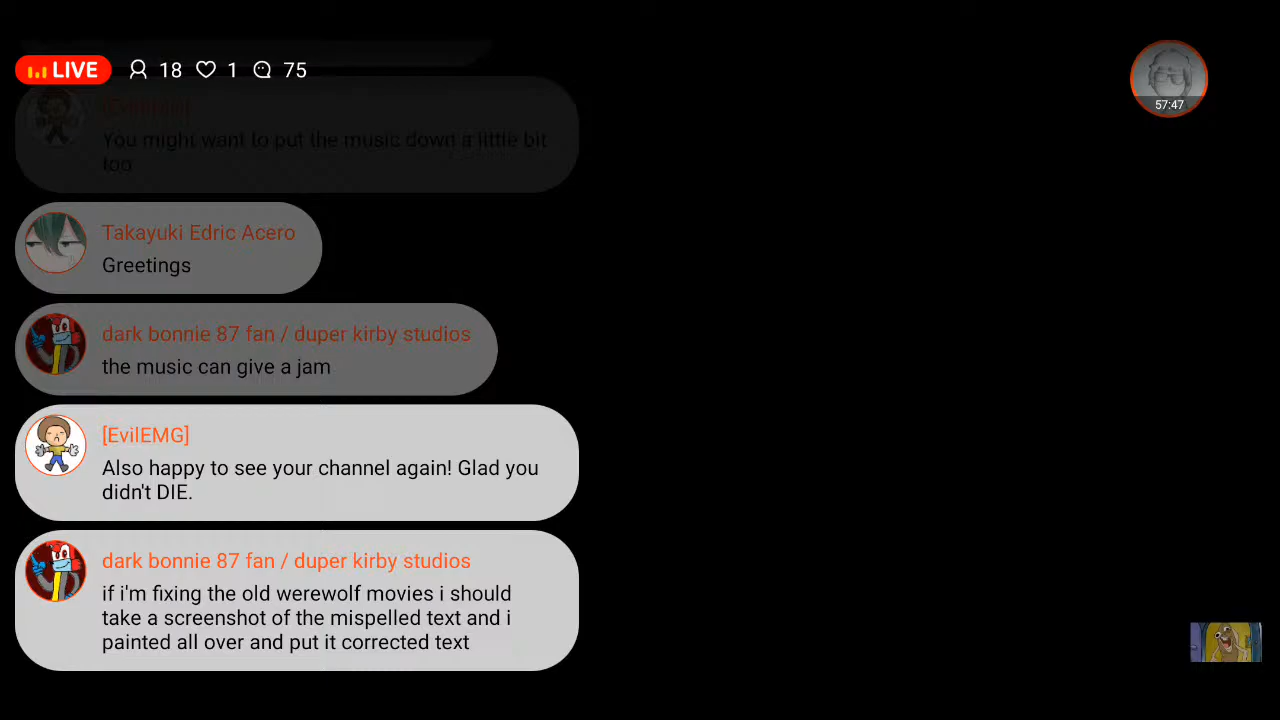 LIVE 18 1 75
57:47
[EvilEMG]
You might want to put the music down a little bit
too
Takayuki Edric Acero
Greetings
dark bonnie 87 fan / duper kirby studios
the music can give a jam
[EvilEMG]
Also happy to see your channel again! Glad you
didn't DIE.
dark bonnie 87 fan / duper kirby studios
if i'm fixing the old werewolf movies i should
take a screenshot of the mispelled text and i
painted all over and put it corrected text